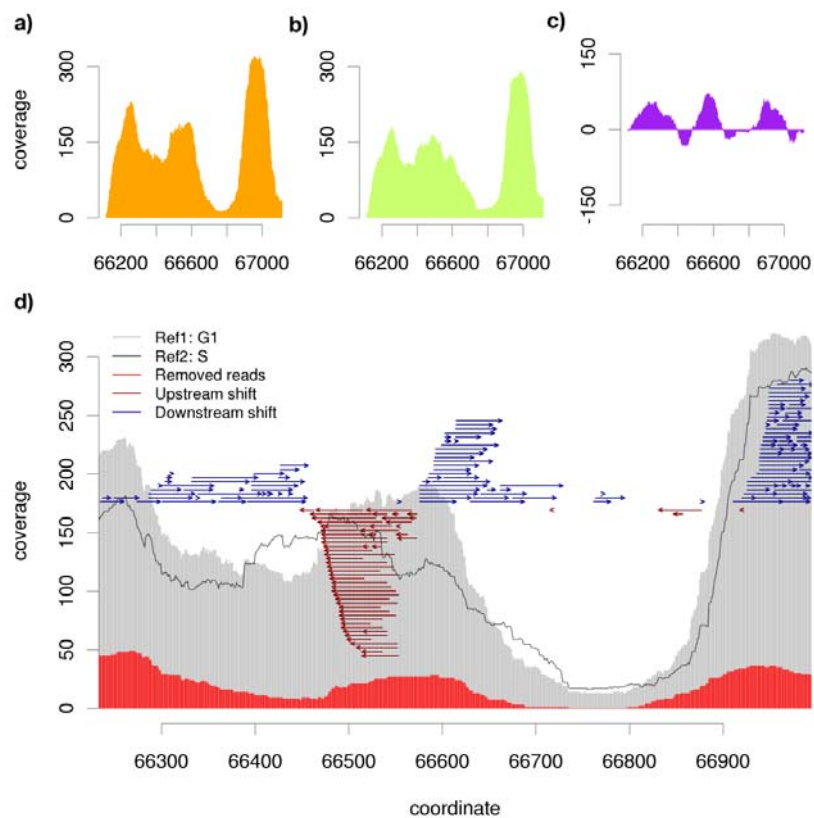 a)
b)
c)
coverage
0
150
300
66200
66600
67000
0
150
300
66200
66600
67000
-150
0
150
66200
66600
67000
d)
Ref1: G1
Ref2: S
Removed reads
Upstream shift
Downstream shift
coverage
0
50
100
150
200
250
300
66300
66400
66500
66600
66700
66800
66900
coordinate